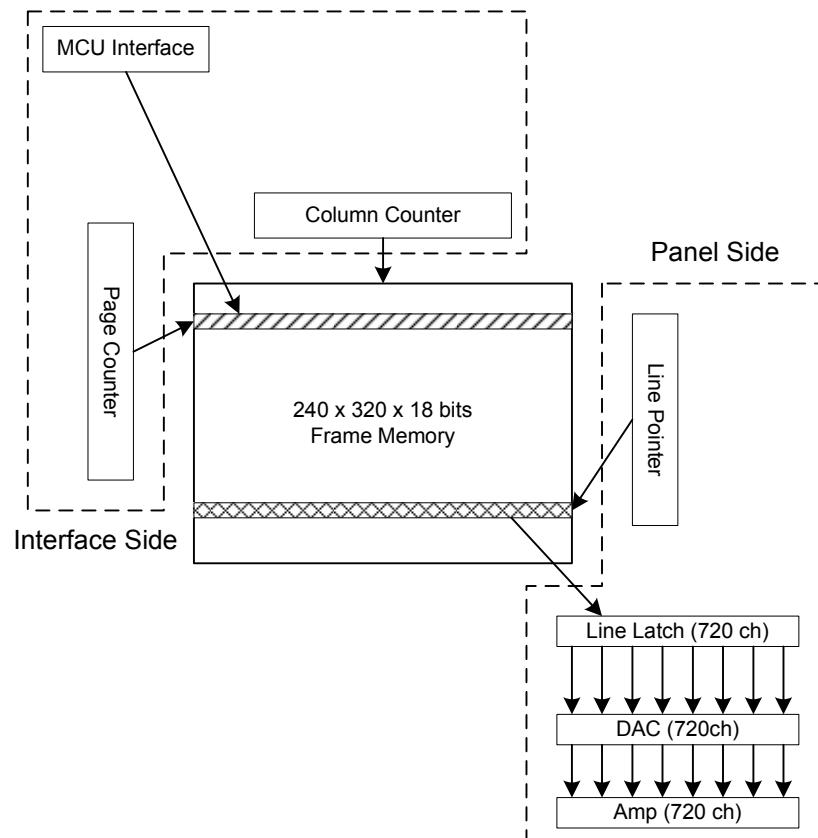 MCU Interface
Column Counter
Panel Side
Page Counter
Line Pointer
240 x 320 x 18 bits
Frame Memory
Interface Side
Line Latch (720 ch)
DAC (720ch)
Amp (720 ch)